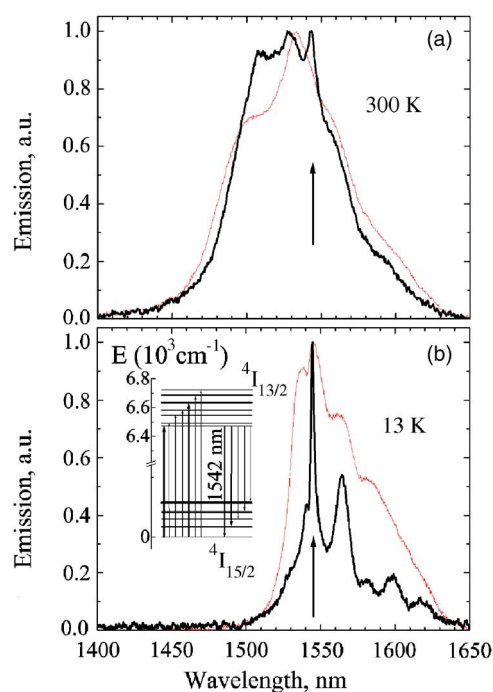 (a)
300 K
Emission, a.u.
1.0
0.8
0.6
0.4
0.2
0.0
(b)
13 K
Emission, a.u.
1.0
0.8
0.6
0.4
0.2
0.0
E (10³cm⁻¹)
6.8
6.6
6.4
0
⁴I₁₃/₂
1542 nm
⁴I₁₅/₂
1400 1450 1500 1550 1600 1650
Wavelength, nm